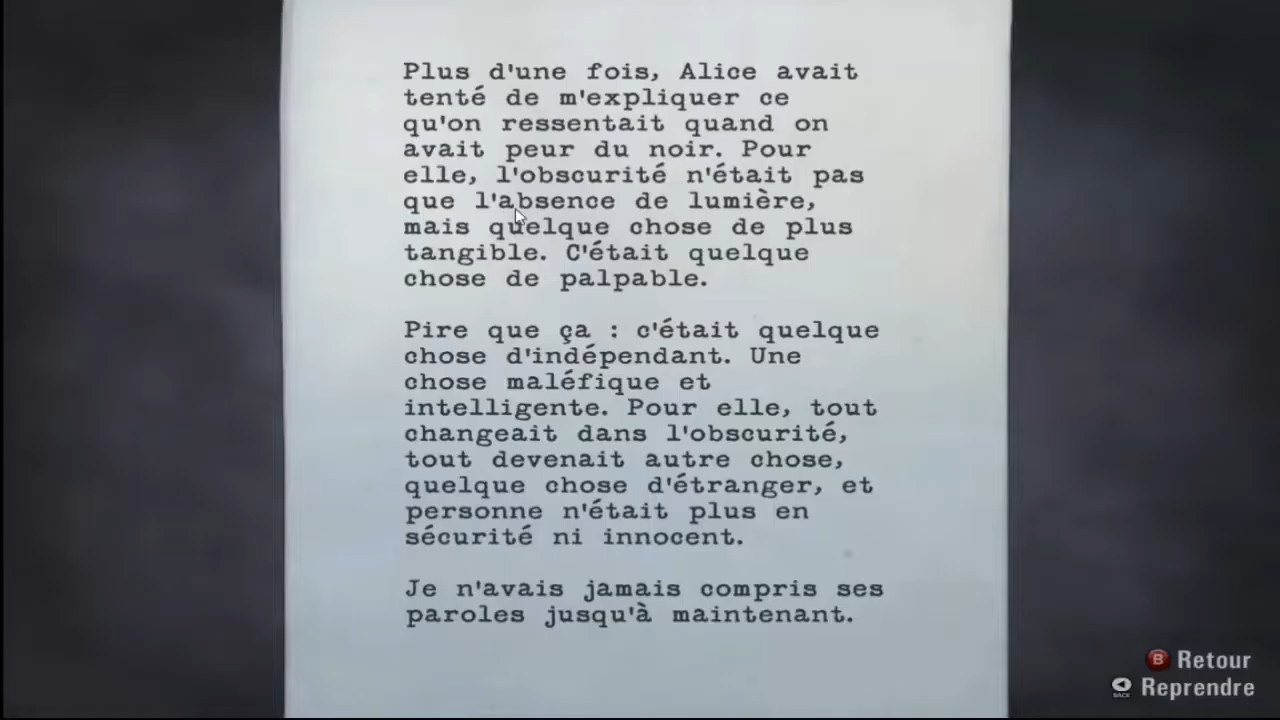 Plus d'une fois, Alice avait
tenté de m'expliquer ce
qu'on ressentait quand on
avait peur du noir. Pour
elle, l'obscurité n'était pas
que l'absence de lumière,
mais quelque chose de plus
tangible. C'était quelque
chose de palpable.
Pire que ça : c'était quelque
chose d'indépendant. Une
chose maléfique et
intelligente. Pour elle, tout
changeait dans l'obscurité,
tout devenait autre chose,
quelque chose d'étranger, et
personne n'était plus en
sécurité ni innocent.
Je n'avais jamais compris ses
paroles jusqu'à maintenant.
B Retour
BACK Reprendre